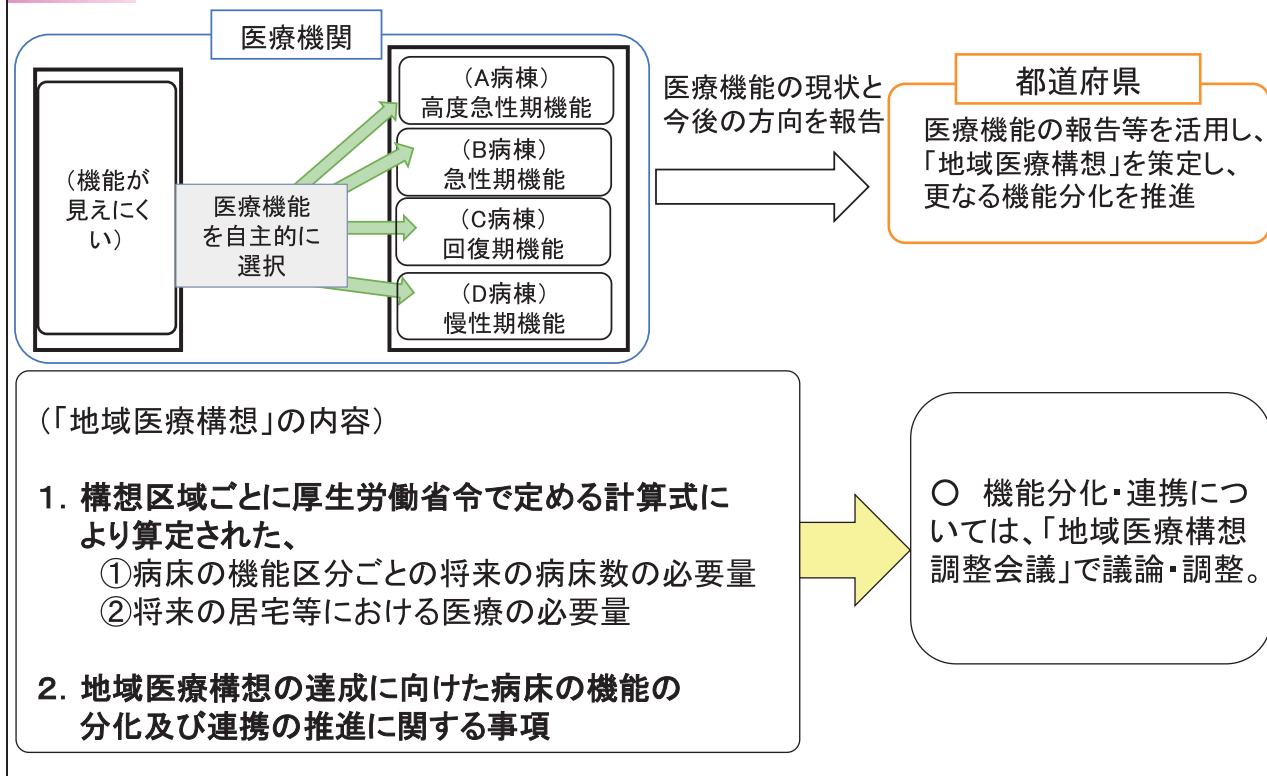 医療機関
（機能が
見えにく
い）
医療機能
を自主的に
選択
（A病棟）
高度急性期機能
（B病棟）
急性期機能
（C病棟）
回復期機能
（D病棟）
慢性期機能
医療機能の現状と
今後の方向を報告
都道府県
医療機能の報告等を活用し、
「地域医療構想」を策定し、
更なる機能分化を推進
（「地域医療構想」の内容）
１．構想区域ごとに厚生労働省令で定める計算式に
より算定された、
①病床の機能区分ごとの将来の病床数の必要量
②将来の居宅等における医療の必要量
２．地域医療構想の達成に向けた病床の機能の
分化及び連携の推進に関する事項
○　機能分化・連携につ
いては、「地域医療構想
調整会議」で議論・調整。